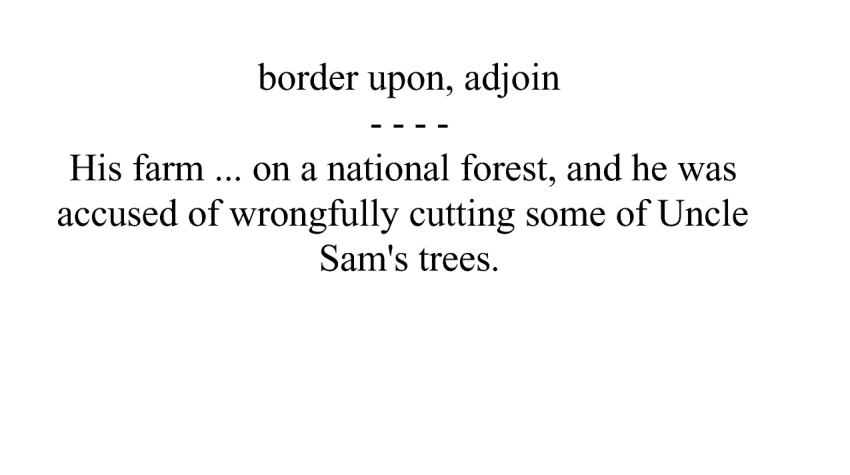 border upon, adjoin
- - - -
His farm ... on a national forest, and he was
accused of wrongfully cutting some of Uncle
Sam's trees.